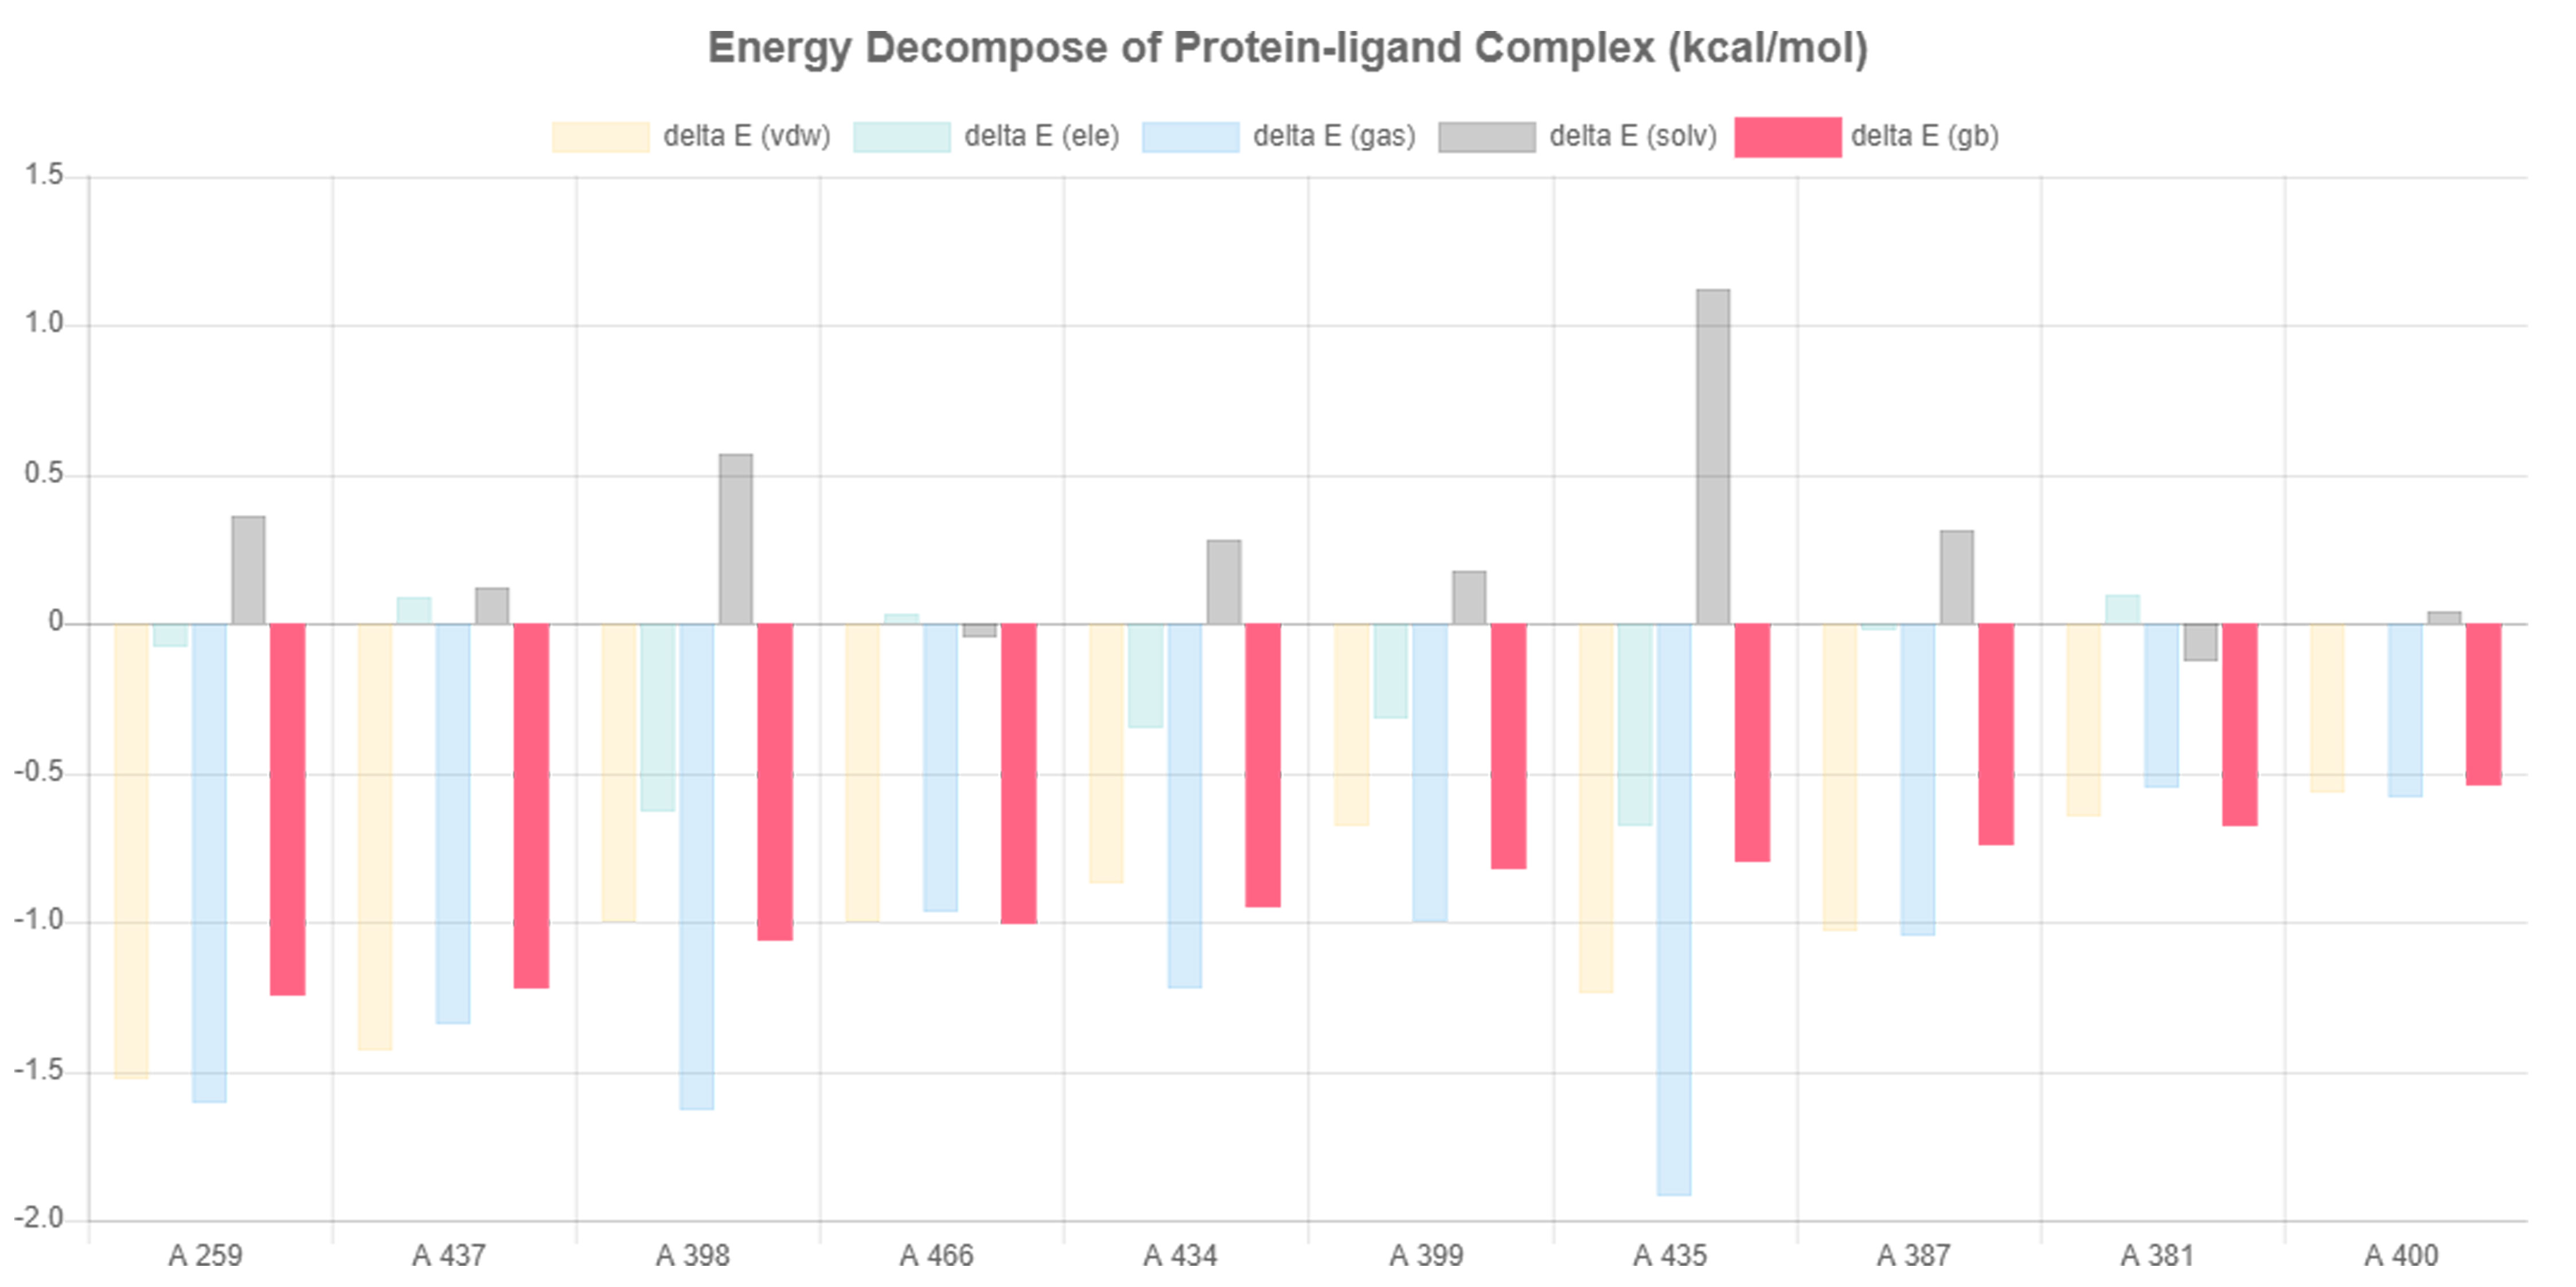 Energy Decompose of Protein-ligand Complex (kcal/mol)
delta E (vdw) delta E (ele) delta E (gas) delta E (solv) delta E (gb)
1.5
1.0
0.5
0
-0.5
-1.0
-1.5
-2.0
A 259 A 437 A 398 A 466 A 434 A 399 A 435 A 387 A 381 A 400